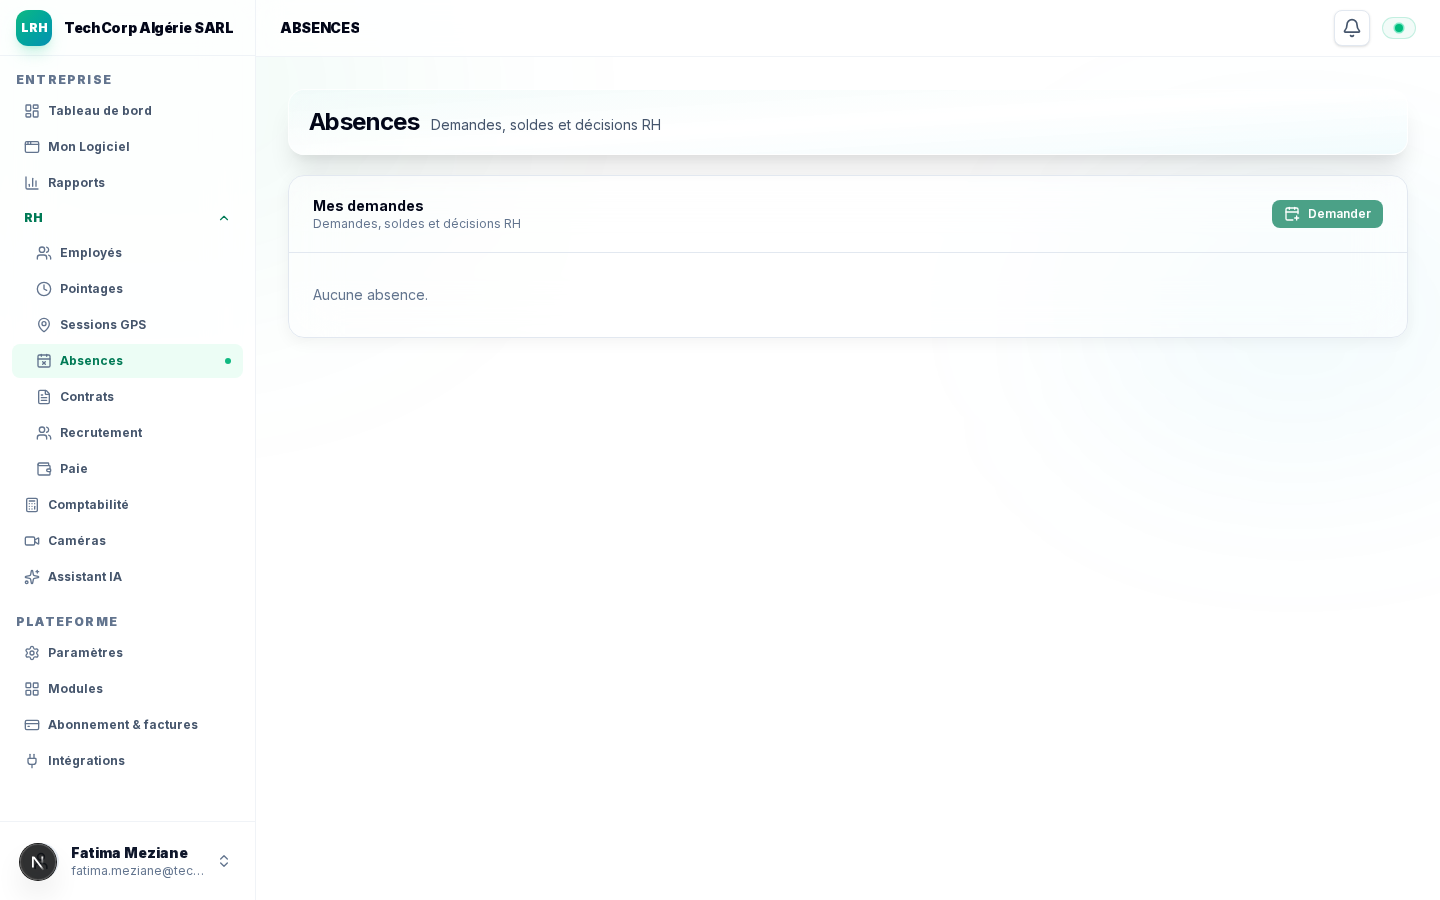 LRH TechCorp Algérie SARL
ABSENCES
ENTREPRISE
Tableau de bord
Mon Logiciel
Rapports
RH
Employés
Pointages
Sessions GPS
Absences
Contrats
Recrutement
Paie
Comptabilité
Caméras
Assistant IA
PLATEFORME
Paramètres
Modules
Abonnement & factures
Intégrations
N Fatima Meziane
fatima.meziane@tec...
Absences Demandes, soldes et décisions RH
Mes demandes
Demandes, soldes et décisions RH
Demander
Aucune absence.